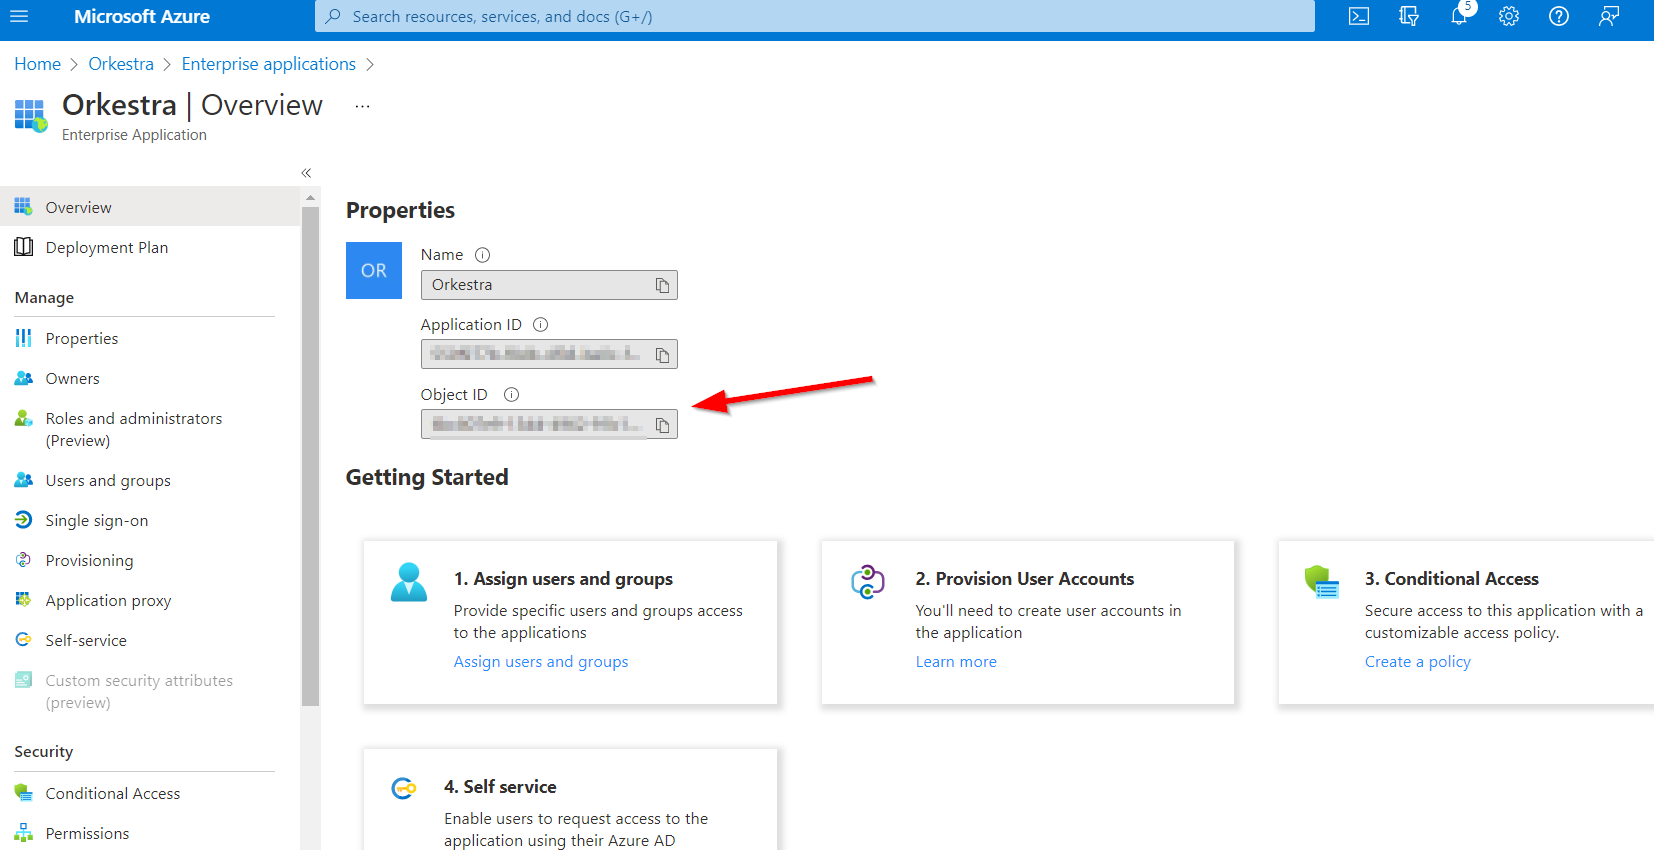 Microsoft Azure
Search resources, services, and docs (G+/)
5
Home > Orkestra > Enterprise applications >
Orkestra | Overview ...
Enterprise Application
«
Overview
Deployment Plan
Manage
Properties
Owners
Roles and administrators
(Preview)
Users and groups
Single sign-on
Provisioning
Application proxy
Self-service
Custom security attributes
(preview)
Security
Conditional Access
Permissions
Properties
OR
Name
Orkestra
Application ID
Object ID
Getting Started
1. Assign users and groups
Provide specific users and groups access
to the applications
Assign users and groups
2. Provision User Accounts
You'll need to create user accounts in
the application
Learn more
3. Conditional Access
Secure access to this application with a
customizable access policy.
Create a policy
4. Self service
Enable users to request access to the
application using their Azure AD